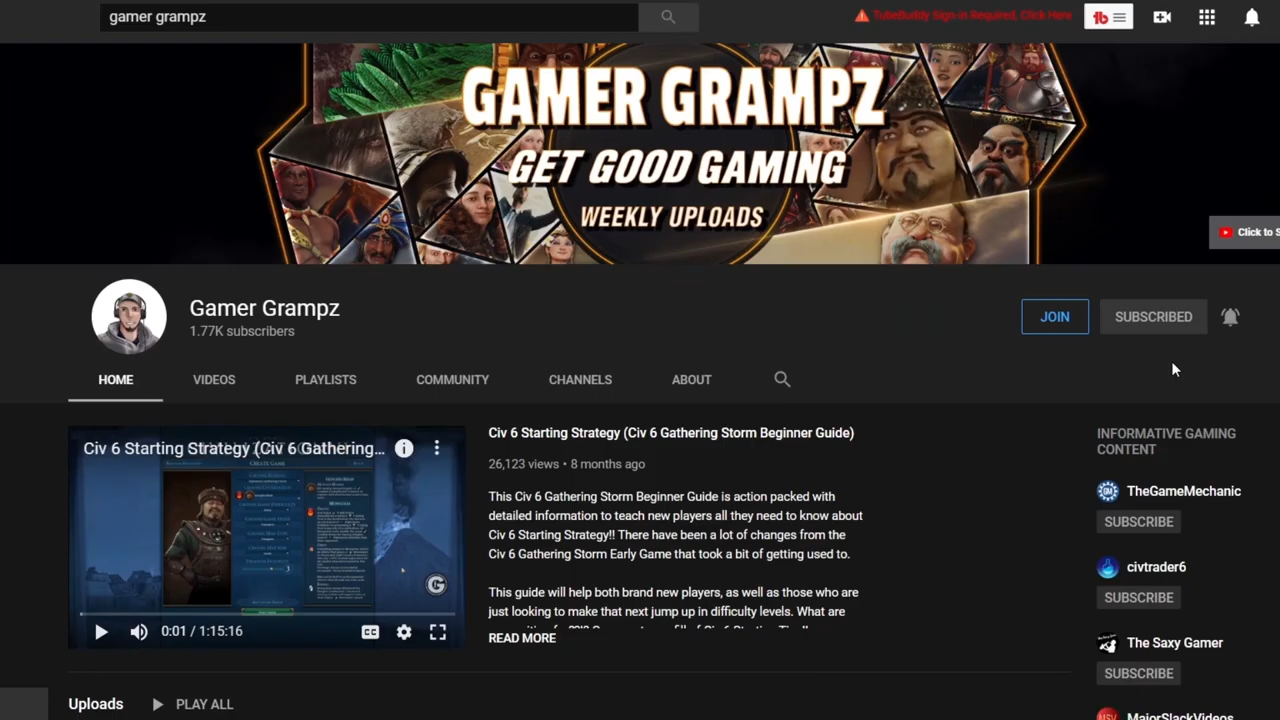 gamer grampz
TubeBuddy Sign-in Required, Click Here
GAMER GRAMPZ
GET GOOD GAMING
WEEKLY UPLOADS
Click to S
Gamer Grampz
1.77K subscribers
JOIN
SUBSCRIBED
HOME VIDEOS PLAYLISTS COMMUNITY CHANNELS ABOUT
Civ 6 Starting Strategy (Civ 6 Gathering...
0:01 / 1:15:16
CC
Civ 6 Starting Strategy (Civ 6 Gathering Storm Beginner Guide)
26,123 views • 8 months ago
This Civ 6 Gathering Storm Beginner Guide is action packed with
detailed information to teach new players all they need to know about
Civ 6 Starting Strategy!! There have been a lot of changes from the
Civ 6 Gathering Storm Early Game that took a bit of getting used to.
This guide will help both brand new players, as well as those who are
just looking to make that next jump up in difficulty levels. What are
READ MORE
INFORMATIVE GAMING
CONTENT
TheGameMechanic
SUBSCRIBE
civtrader6
SUBSCRIBE
The Saxy Gamer
SUBSCRIBE
MajorSlackVideos
Uploads
PLAY ALL